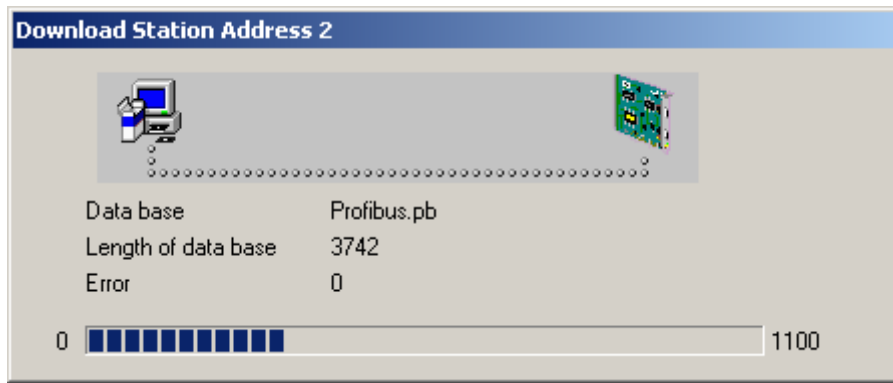 Download Station Address 2
Data base Profibus.pb
Length of data base 3742
Error 0
0 1100